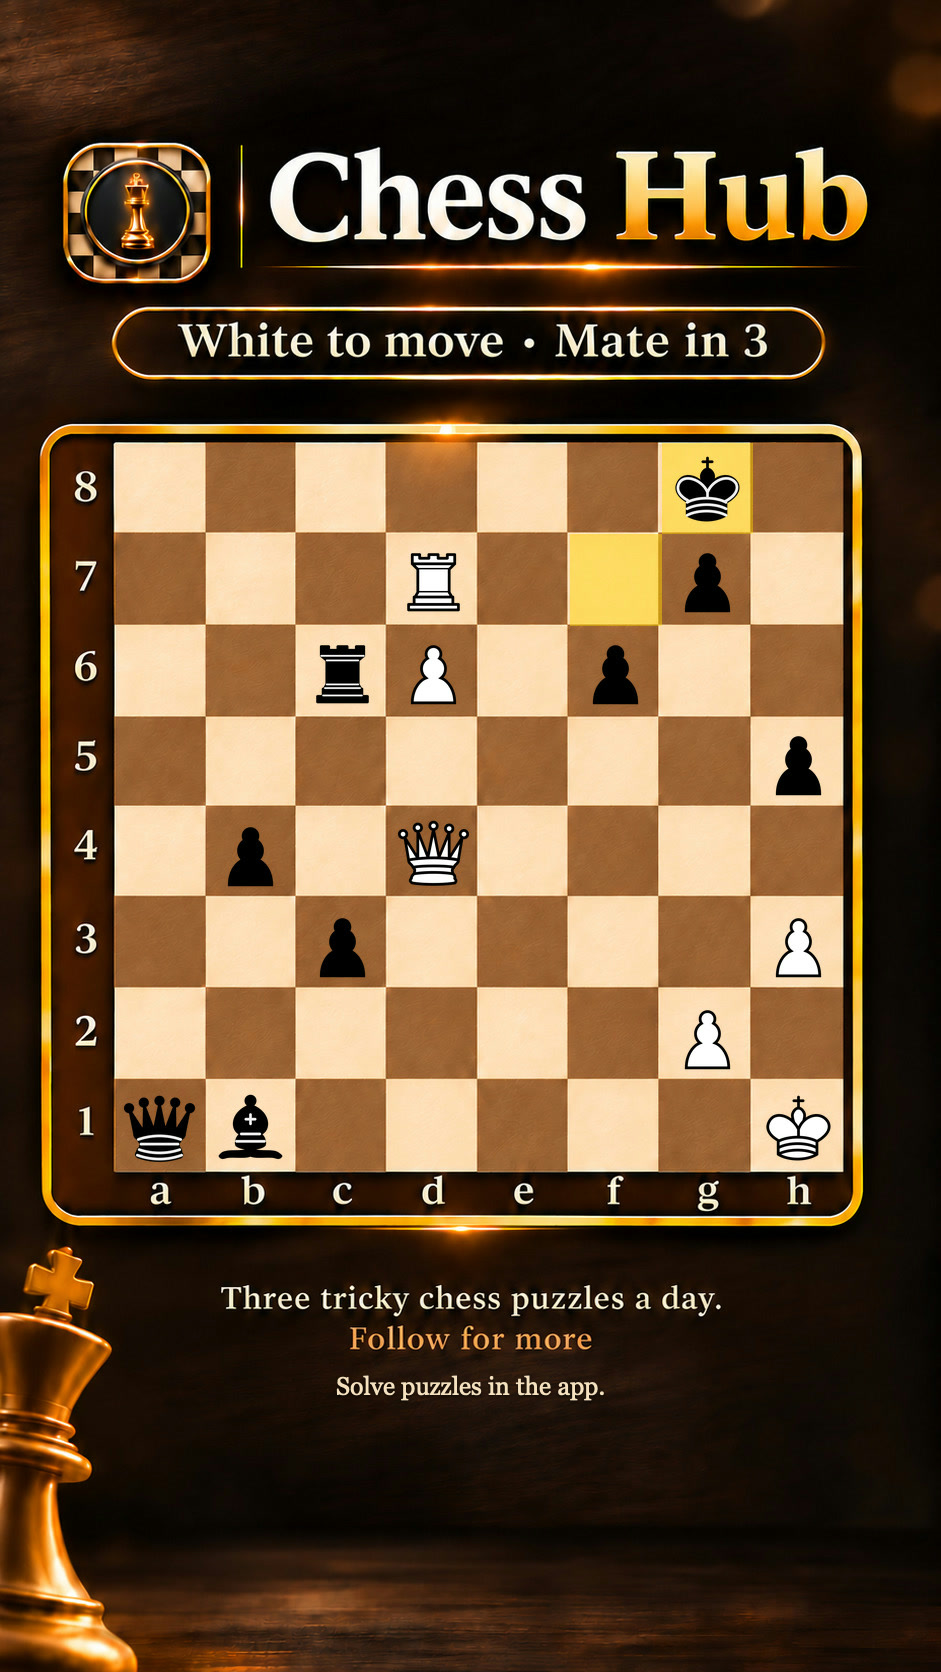 Chess Hub
White to move • Mate in 3
8
7
6
5
4
3
2
1
a b c d e f g h
Three tricky chess puzzles a day.
Follow for more
Solve puzzles in the app.